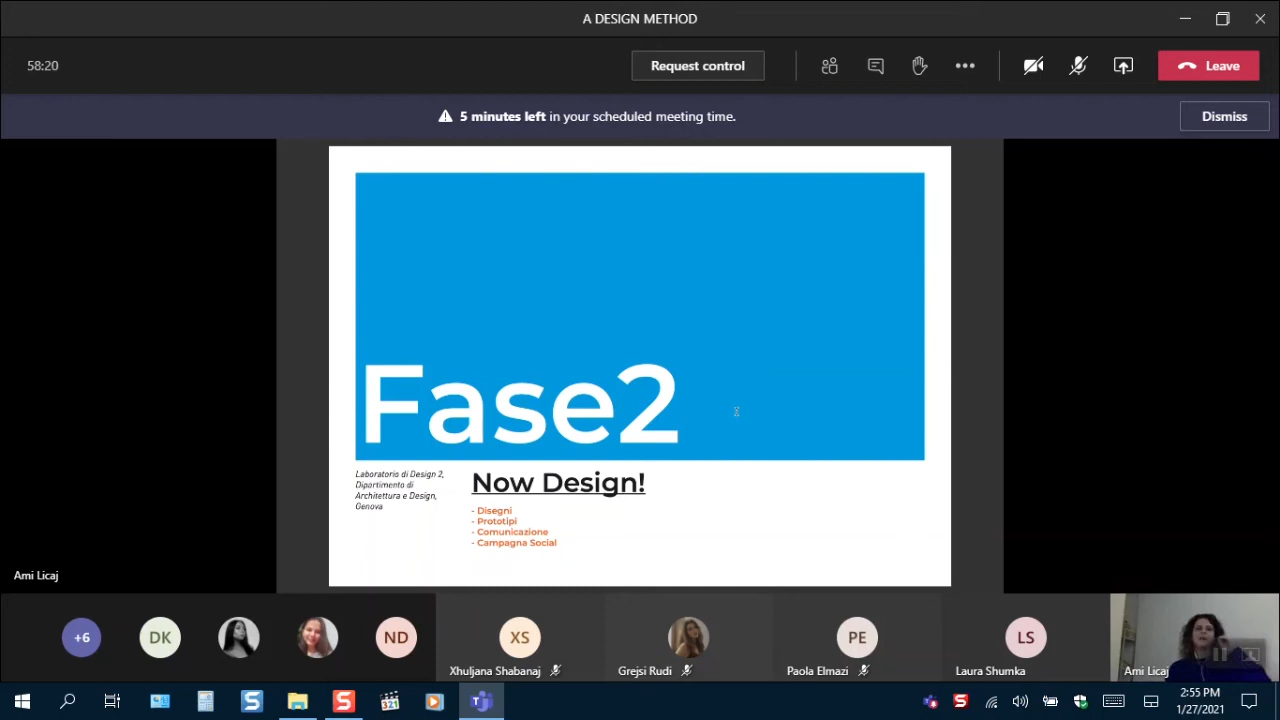 A DESIGN METHOD
58:20
Request control
Leave
5 minutes left in your scheduled meeting time.
Dismiss
Fase2
Laboratorio di Design 2,
Dipartimento di
Architettura e Design,
Genova
Now Design!
- Disegni
- Prototipi
- Comunicazione
- Campagna Social
Ami Licaj
+6
DK
ND
XS
PE
LS
Xhuljana Shabanaj
Grejsi Rudi
Paola Elmazi
Laura Shumka
Ami Licaj
S
S
321
S
2:55 PM
1/27/2021